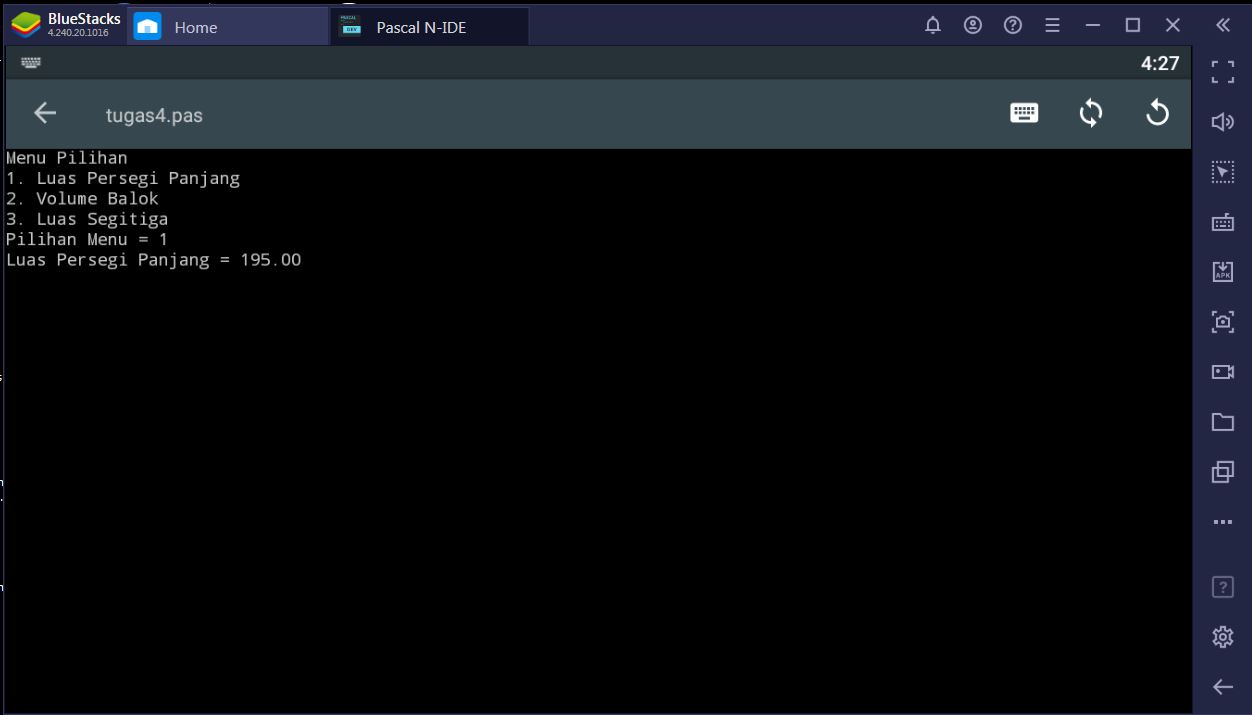 BlueStacks
4.240.20.1016
Home
Pascal N-IDE
4:27
tugas4.pas
Menu Pilihan
1. Luas Persegi Panjang
2. Volume Balok
3. Luas Segitiga
Pilihan Menu = 1
Luas Persegi Panjang = 195.00